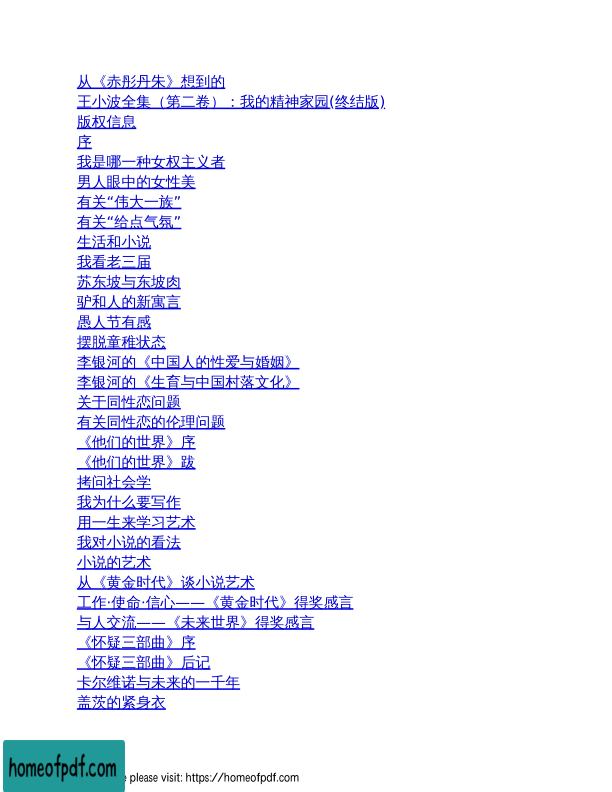 从《赤彤丹朱》想到的
王小波全集（第二卷）：我的精神家园(终结版)
版权信息
序
我是哪一种女权主义者
男人眼中的女性美
有关“伟大一族”
有关“给点气氛”
生活和小说
我看老三届
苏东坡与东坡肉
驴和人的新寓言
愚人节有感
摆脱童稚状态
李银河的《中国人的性爱与婚姻》
李银河的《生育与中国村落文化》
关于同性恋问题
有关同性恋的伦理问题
《他们的世界》序
《他们的世界》跋
拷问社会学
我为什么要写作
用一生来学习艺术
我对小说的看法
小说的艺术
从《黄金时代》谈小说艺术
工作·使命·信心——《黄金时代》得奖感言
与人交流——《未来世界》得奖感言
《怀疑三部曲》序
《怀疑三部曲》后记
卡尔维诺与未来的一千年
盖茨的紧身衣
homeofpdf.com
please visit: https://homeofpdf.com